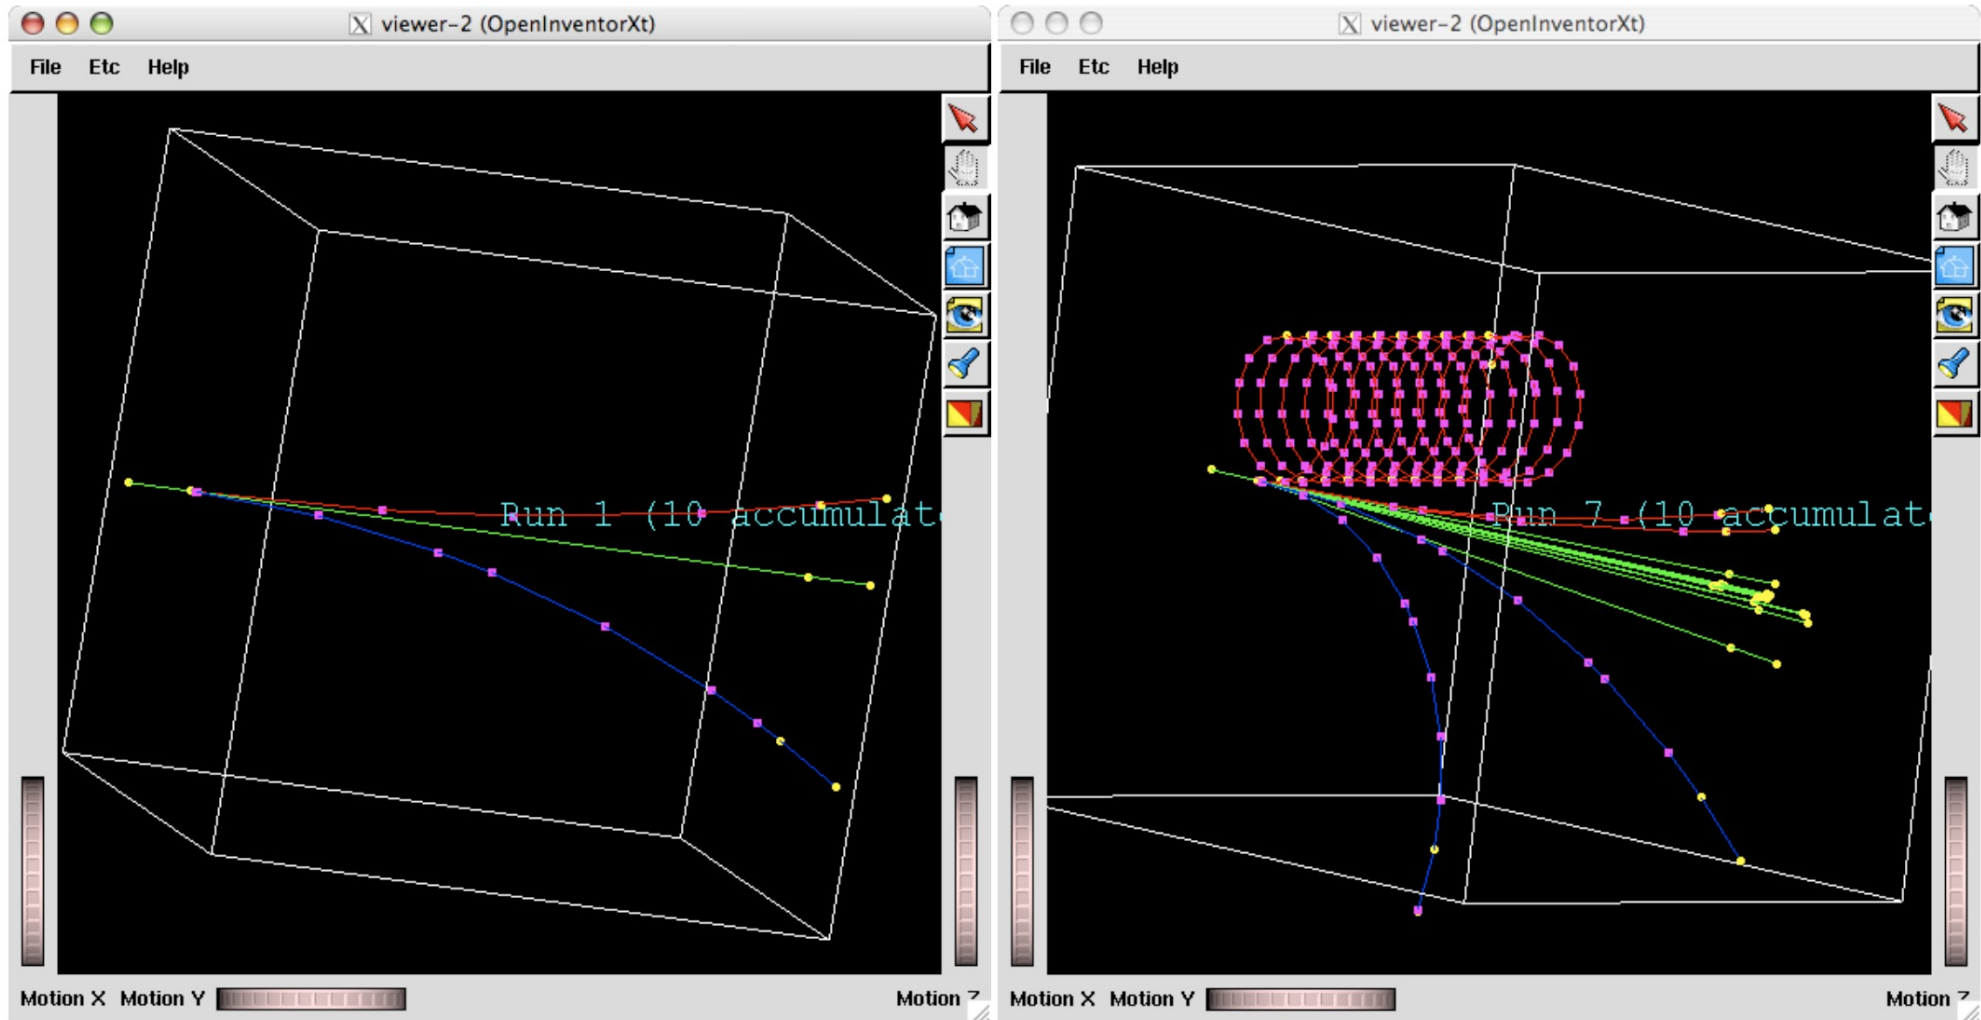 viewer-2 (OpenInventorXt)
File Etc Help
Run 1 (10 accumulat
Motion X Motion Y Motion Z
viewer-2 (OpenInventorXt)
File Etc Help
Run 7 (10 accumulat
Motion X Motion Y Motion Z